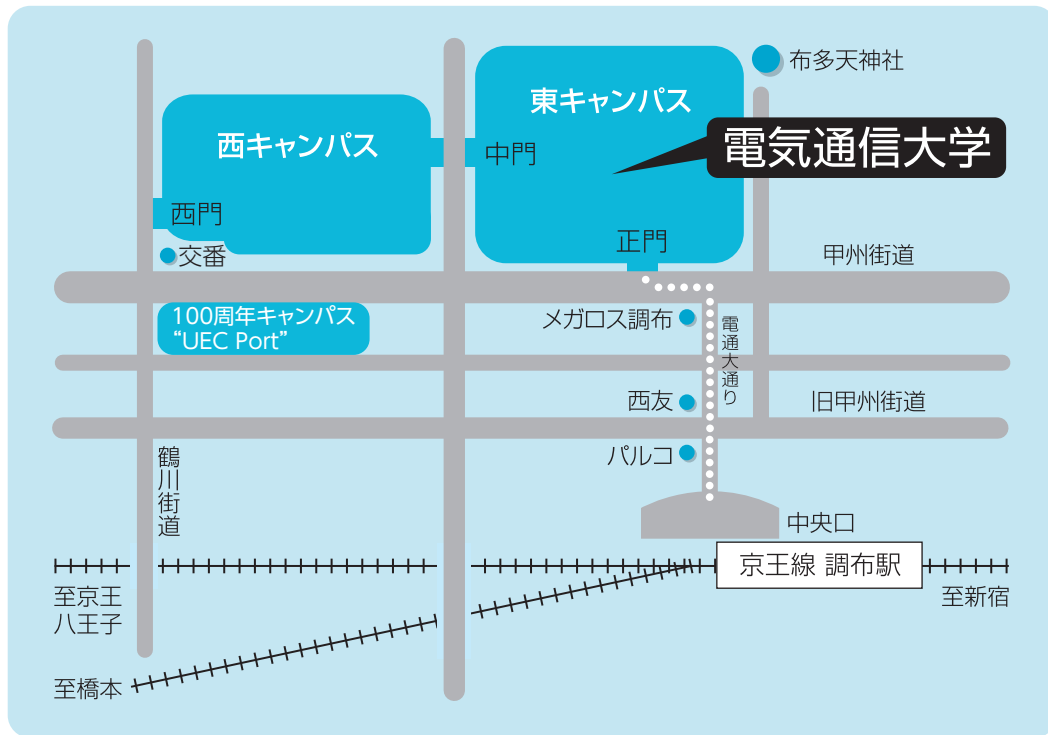 布多天神社
東キャンパス
西キャンパス
電気通信大学
中門
西門
正門
交番
甲州街道
100周年キャンパス
“UEC Port”
メガロス調布
電通大通り
西友
旧甲州街道
パルコ
鶴川街道
中央口
京王線 調布駅
至京王
八王子
至新宿
至橋本